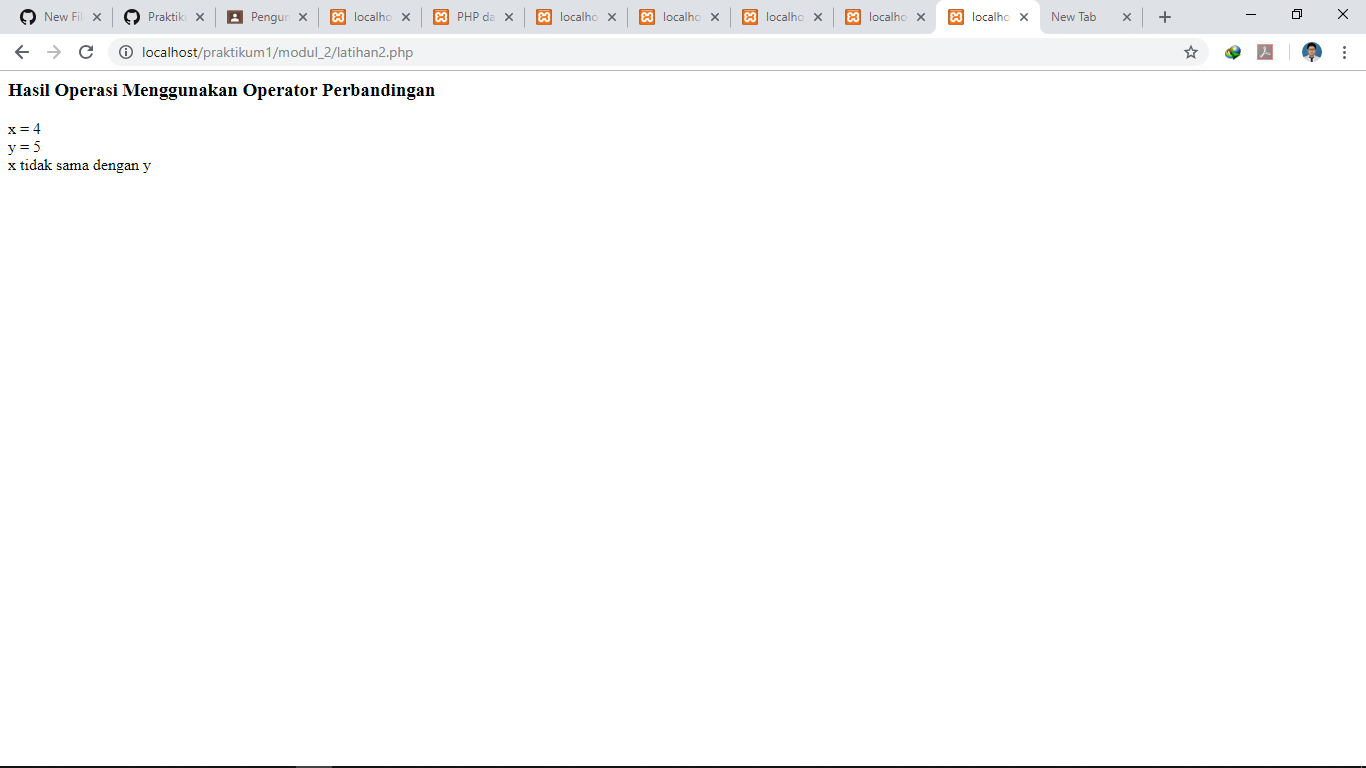 New Fil
Praktik
Pengun
localho
PHP da
localho
localho
localho
localho
localho
New Tab
localhost/praktikum1/modul_2/latihan2.php
Hasil Operasi Menggunakan Operator Perbandingan
x = 4
y = 5
x tidak sama dengan y